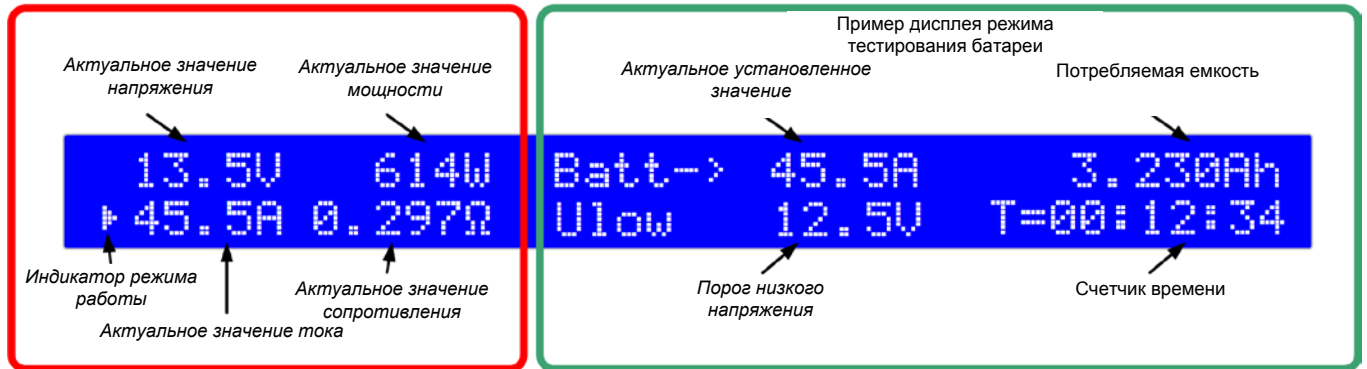 Пример дисплея режима
тестирования батареи
Актуальное значение
напряжения
Актуальное значение
мощности
Актуальное установленное
значение
Потребляемая емкость
13.5V 614W Batt-> 45.5A 3.230Ah
45.5A 0.297Ω Ulow 12.5V T=00:12:34
Индикатор режима
работы
Актуальное значение тока
Актуальное значение
сопротивления
Порог низкого
напряжения
Счетчик времени